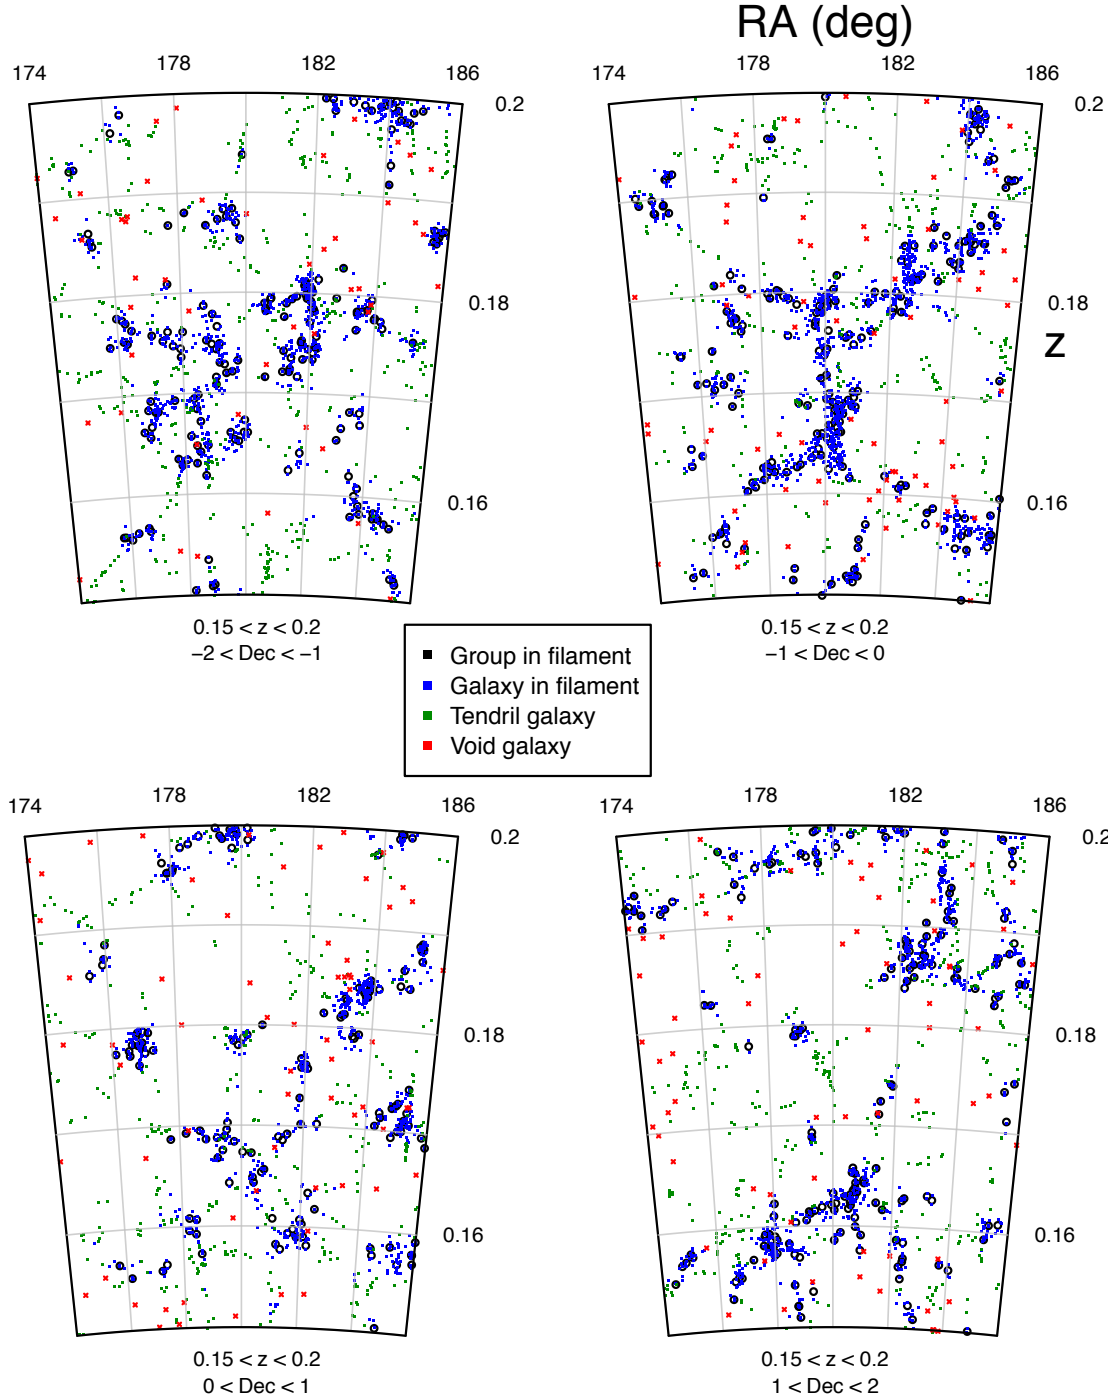 RA (deg)
174 178 182 186
174 178 182 186
0.2
0.2
0.18
0.18
z
0.16
0.16
0.15 < z < 0.2
−2 < Dec < −1
0.15 < z < 0.2
−1 < Dec < 0
Group in filament
Galaxy in filament
Tendril galaxy
Void galaxy
174 178 182 186
174 178 182 186
0.2
0.2
0.18
0.18
0.16
0.16
0.15 < z < 0.2
0 < Dec < 1
0.15 < z < 0.2
1 < Dec < 2